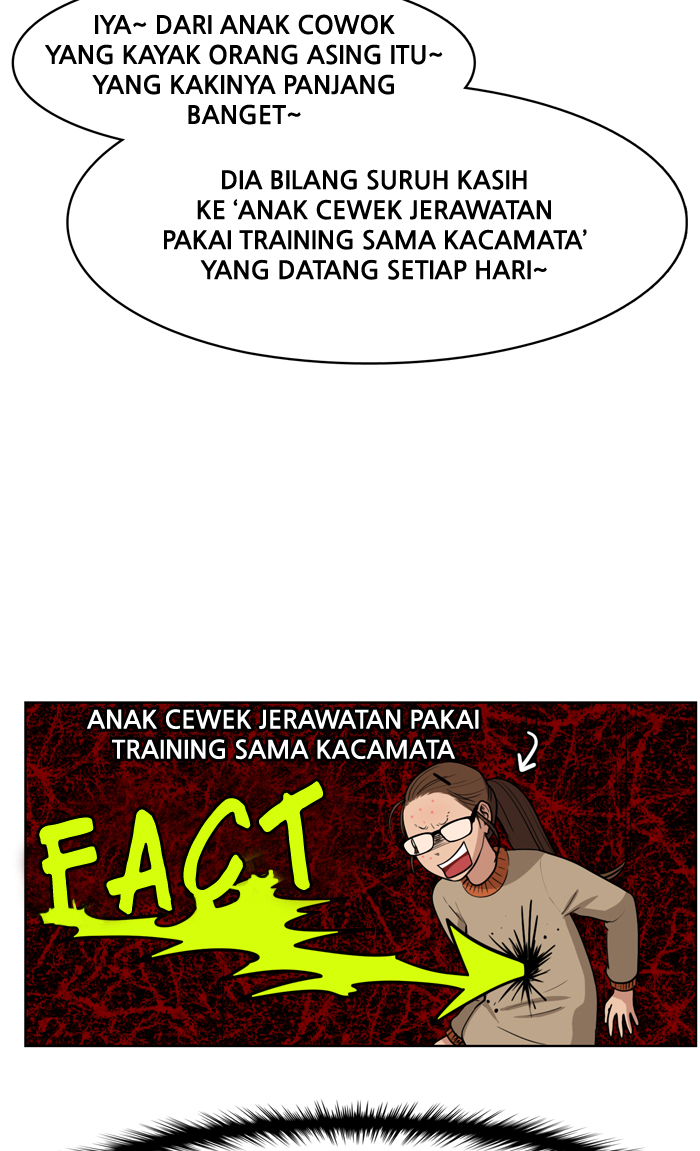 IYA~ DARI ANAK COWOK
YANG KAYAK ORANG ASING ITU~
YANG KAKINYA PANJANG
BANGET~
DIA BILANG SURUH KASIH
KE ‘ANAK CEWEK JERAWATAN
PAKAI TRAINING SAMA KACAMATA’
YANG DATANG SETIAP HARI~
ANAK CEWEK JERAWATAN PAKAI
TRAINING SAMA KACAMATA
FACT